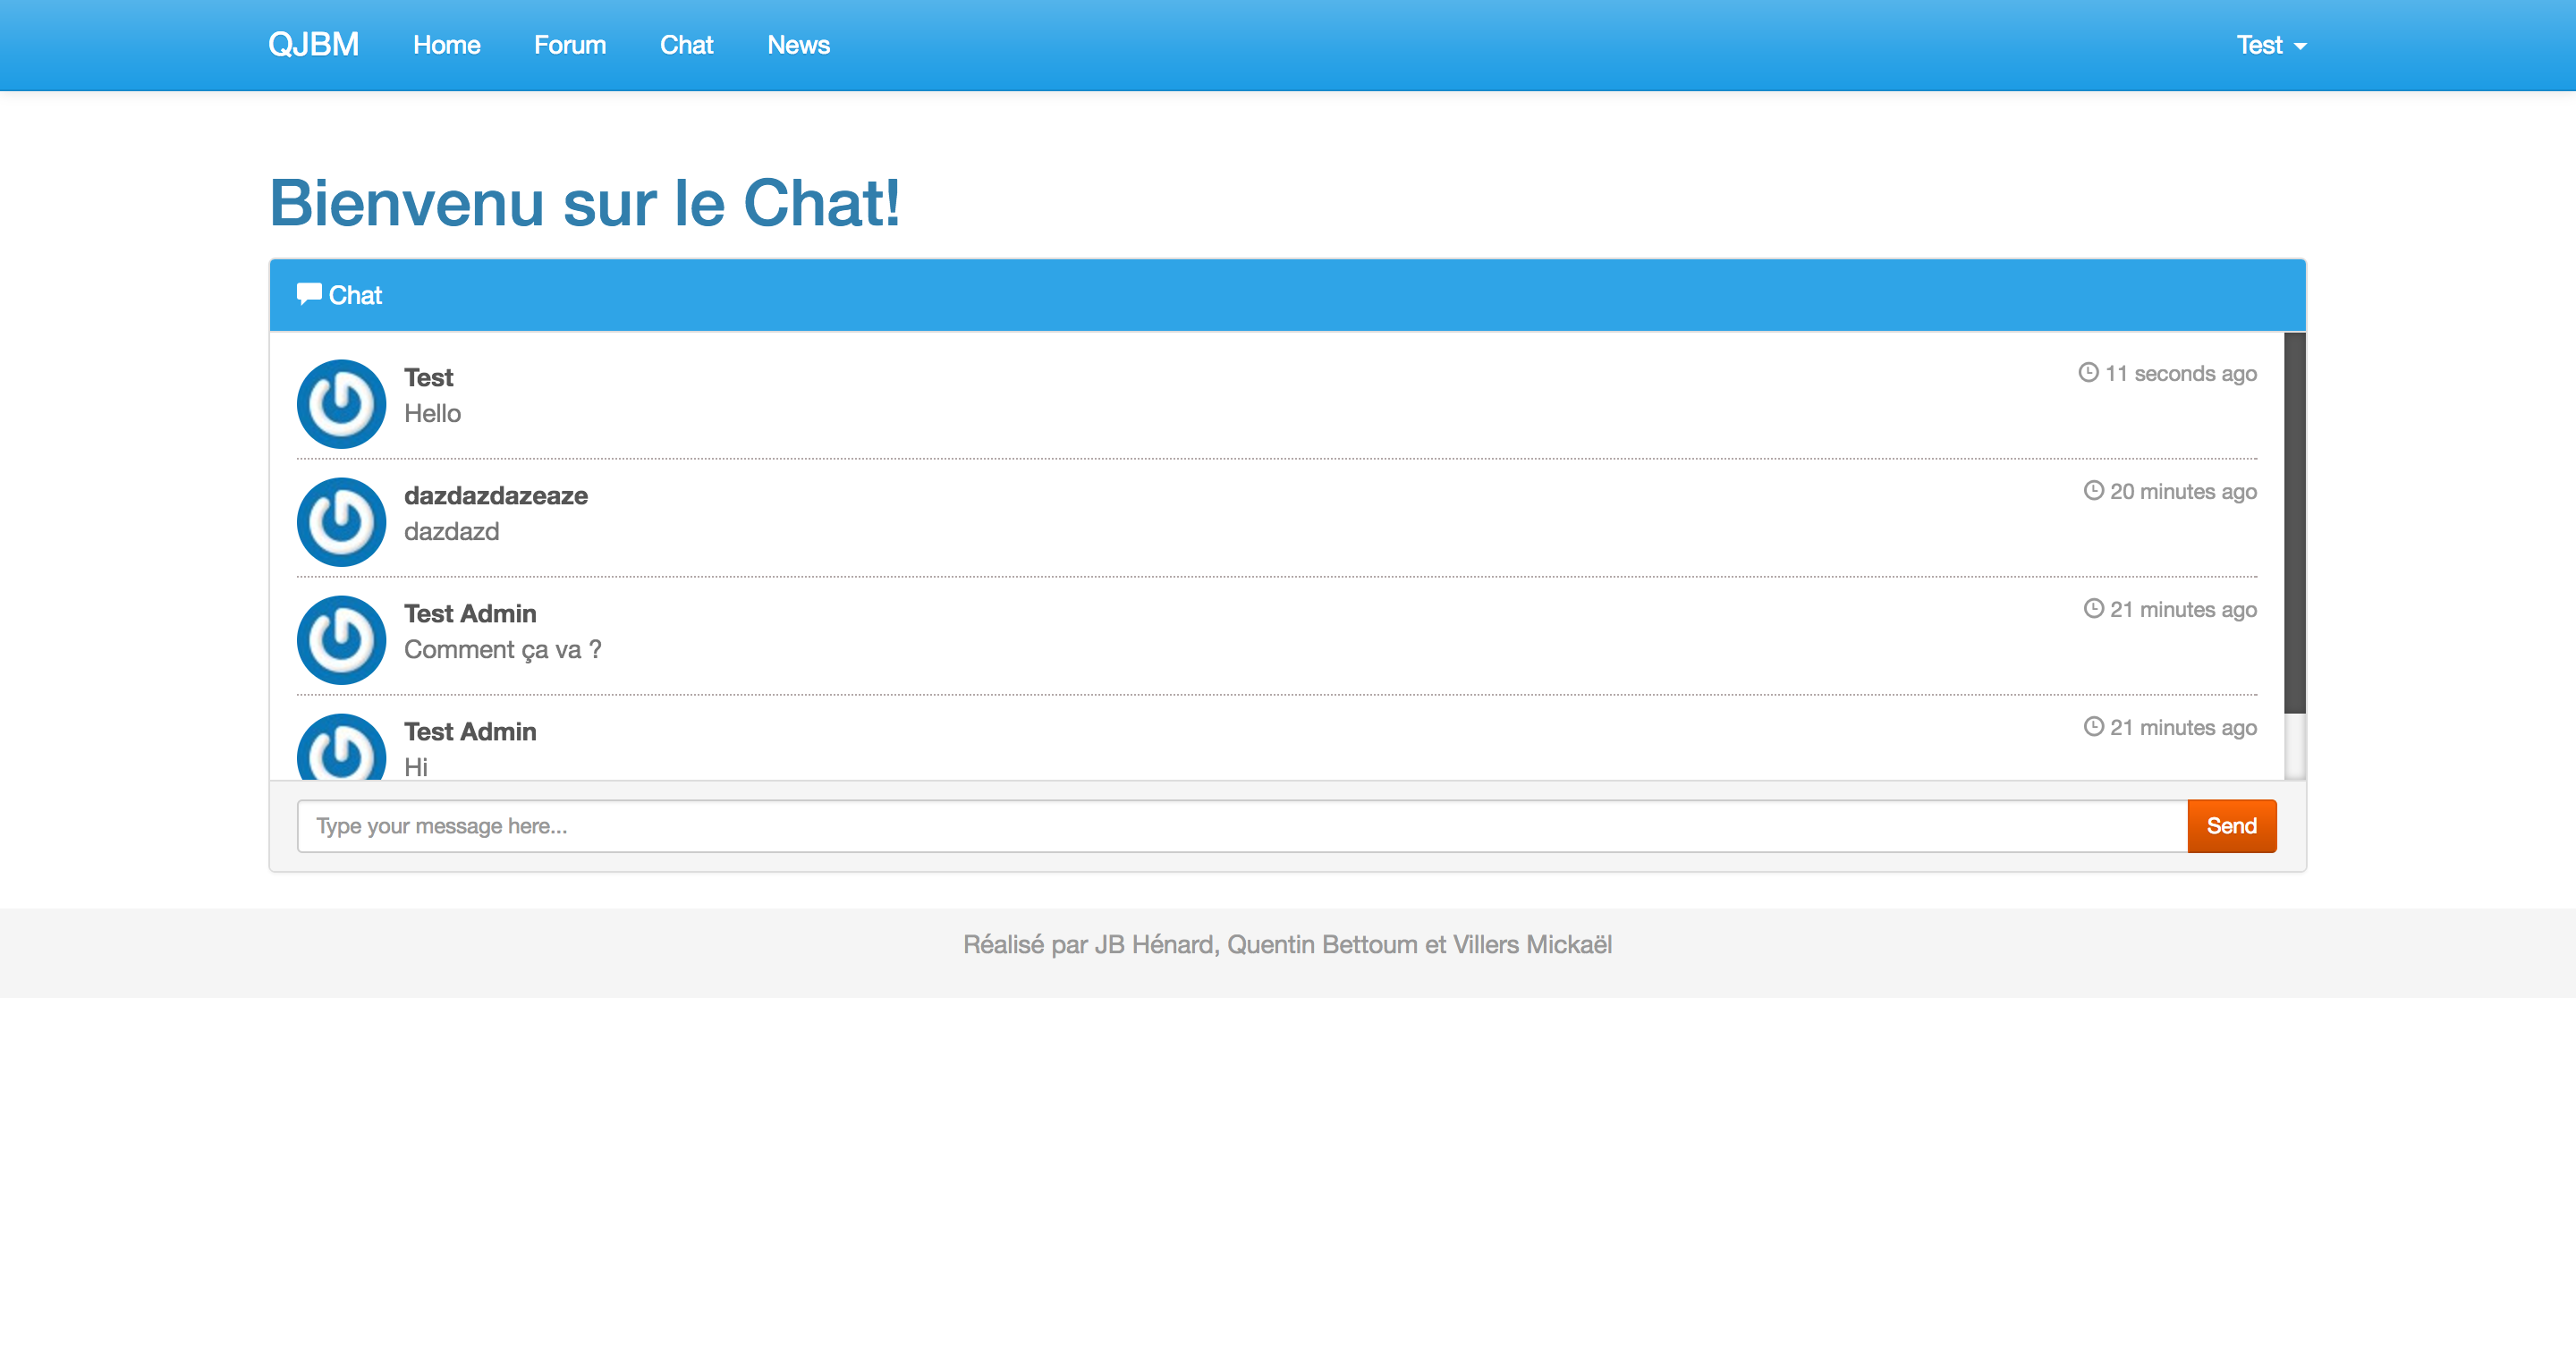 QJBM Home Forum Chat News Test
Bienvenu sur le Chat!
Chat
Test 11 seconds ago
Hello
dazdazdazeaze 20 minutes ago
dazdazd
Test Admin 21 minutes ago
Comment ça va ?
Test Admin 21 minutes ago
Hi
Type your message here... Send
Réalisé par JB Hénard, Quentin Bettoum et Villers Mickaël